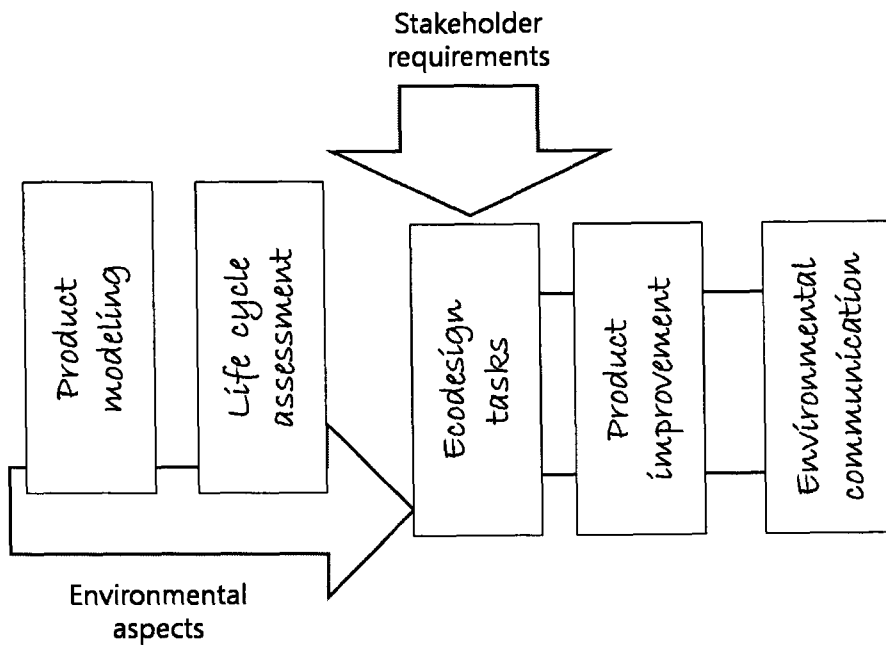 Stakeholder
requirements
Product
modeling
Life cycle
assessment
Ecodesign
tasks
Product
improvement
Environmental
communication
Environmental
aspects